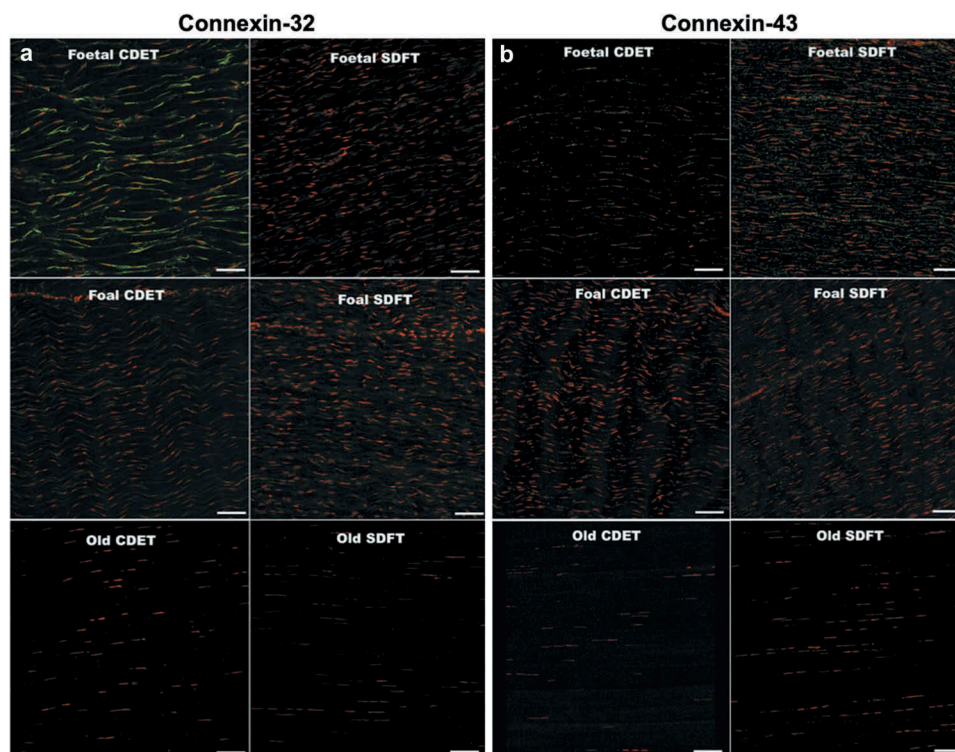 Connexin-32
Connexin-43
a
Foetal CDET
Foetal SDFT
b
Foetal CDET
Foetal SDFT
Foal CDET
Foal SDFT
Foal CDET
Foal SDFT
Old CDET
Old SDFT
Old CDET
Old SDFT